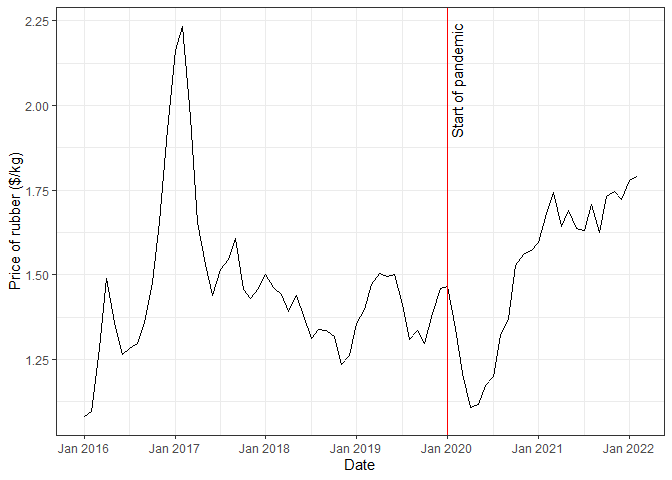 2.25
2.00
1.75
1.50
1.25
Price of rubber ($/kg)
Start of pandemic
Jan 2016 Jan 2017 Jan 2018 Jan 2019 Jan 2020 Jan 2021 Jan 2022
Date